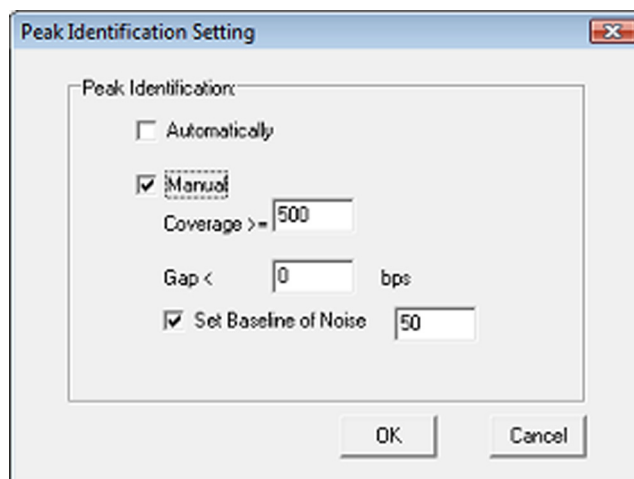 Peak Identification Setting
Peak Identification:
Automatically
Manual
Coverage >= 500
Gap < 0 bps
Set Baseline of Noise 50
OK Cancel